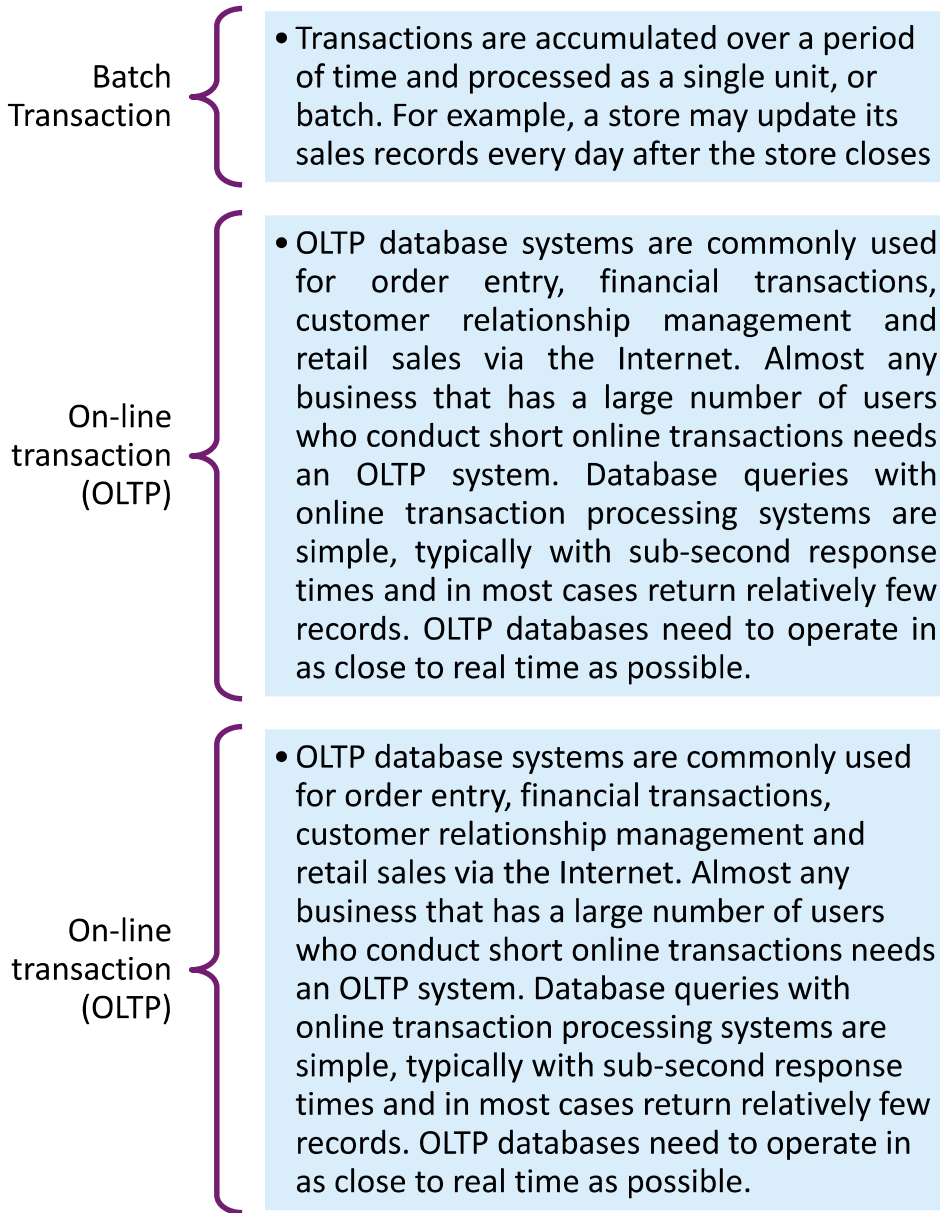 Batch
Transaction
• Transactions are accumulated over a period
of time and processed as a single unit, or
batch. For example, a store may update its
sales records every day after the store closes
On-line
transaction
(OLTP)
• OLTP database systems are commonly used
for order entry, financial transactions,
customer relationship management and
retail sales via the Internet. Almost any
business that has a large number of users
who conduct short online transactions needs
an OLTP system. Database queries with
online transaction processing systems are
simple, typically with sub-second response
times and in most cases return relatively few
records. OLTP databases need to operate in
as close to real time as possible.
On-line
transaction
(OLTP)
• OLTP database systems are commonly used
for order entry, financial transactions,
customer relationship management and
retail sales via the Internet. Almost any
business that has a large number of users
who conduct short online transactions needs
an OLTP system. Database queries with
online transaction processing systems are
simple, typically with sub-second response
times and in most cases return relatively few
records. OLTP databases need to operate in
as close to real time as possible.